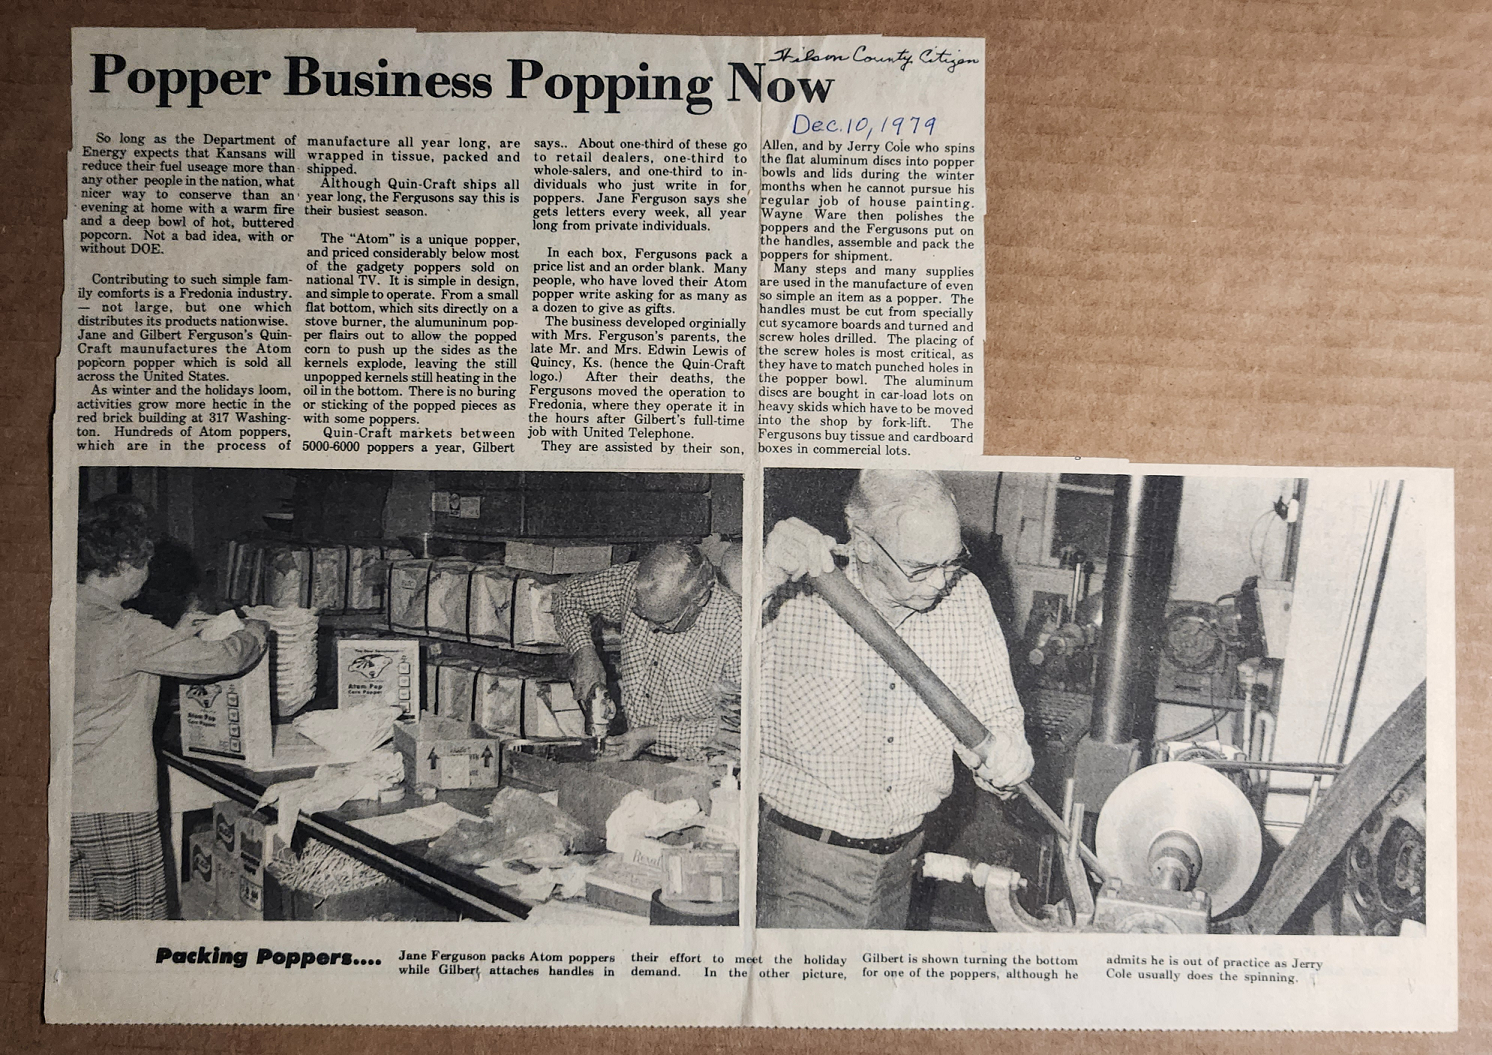 Popper Business Popping Now
Wilson County Citizen
Dec. 10, 1979
So long as the Department of
Energy expects that Kansans will
reduce their fuel useage more than
any other people in the nation, what
nicer way to conserve than an
evening at home with a warm fire
and a deep bowl of hot, buttered
popcorn. Not a bad idea, with or
without DOE.
Contributing to such simple fam-
ily comforts is a Fredonia industry.
— not large, but one which
distributes its products nationwise.
Jane and Gilbert Ferguson's Quin-
Craft maunufactures the Atom
popcorn popper which is sold all
across the United States.
As winter and the holidays loom,
activities grow more hectic in the
red brick building at 317 Washing-
ton. Hundreds of Atom poppers,
which are in the process of
manufacture all year long, are
wrapped in tissue, packed and
shipped.
Although Quin-Craft ships all
year long, the Fergusons say this is
their busiest season.
The "Atom" is a unique popper,
and priced considerably below most
of the gadgety poppers sold on
national TV. It is simple in design,
and simple to operate. From a small
flat bottom, which sits directly on a
stove burner, the alumuninum pop-
per flairs out to allow the popped
corn to push up the sides as the
kernels explode, leaving the still
unpopped kernels still heating in the
oil in the bottom. There is no buring
or sticking of the popped pieces as
with some poppers.
Quin-Craft markets between
5000-6000 poppers a year, Gilbert
says.. About one-third of these go
to retail dealers, one-third to
whole-salers, and one-third to in-
dividuals who just write in for
poppers. Jane Ferguson says she
gets letters every week, all year
long from private individuals.
In each box, Fergusons pack a
price list and an order blank. Many
people, who have loved their Atom
popper write asking for as many as
a dozen to give as gifts.
The business developed orginially
with Mrs. Ferguson's parents, the
late Mr. and Mrs. Edwin Lewis of
Quincy, Ks. (hence the Quin-Craft
logo.) After their deaths, the
Fergusons moved the operation to
Fredonia, where they operate it in
the hours after Gilbert's full-time
job with United Telephone.
They are assisted by their son,
Allen, and by Jerry Cole who spins
the flat aluminum discs into popper
bowls and lids during the winter
months when he cannot pursue his
regular job of house painting.
Wayne Ware then polishes the
poppers and the Fergusons put on
the handles, assemble and pack the
poppers for shipment.
Many steps and many supplies
are used in the manufacture of even
so simple an item as a popper. The
handles must be cut from specially
cut sycamore boards and turned and
screw holes drilled. The placing of
the screw holes is most critical, as
they have to match punched holes in
the popper bowl. The aluminum
discs are bought in car-load lots on
heavy skids which have to be moved
into the shop by fork-lift. The
Fergusons buy tissue and cardboard
boxes in commercial lots.
Atom Pop
Corn Popper
Atom Pop
Corn Popper
Packing Poppers....
Jane Ferguson packs Atom poppers
while Gilbert attaches handles in
their effort to meet the holiday
demand. In the other picture,
Gilbert is shown turning the bottom
for one of the poppers, although he
admits he is out of practice as Jerry
Cole usually does the spinning.